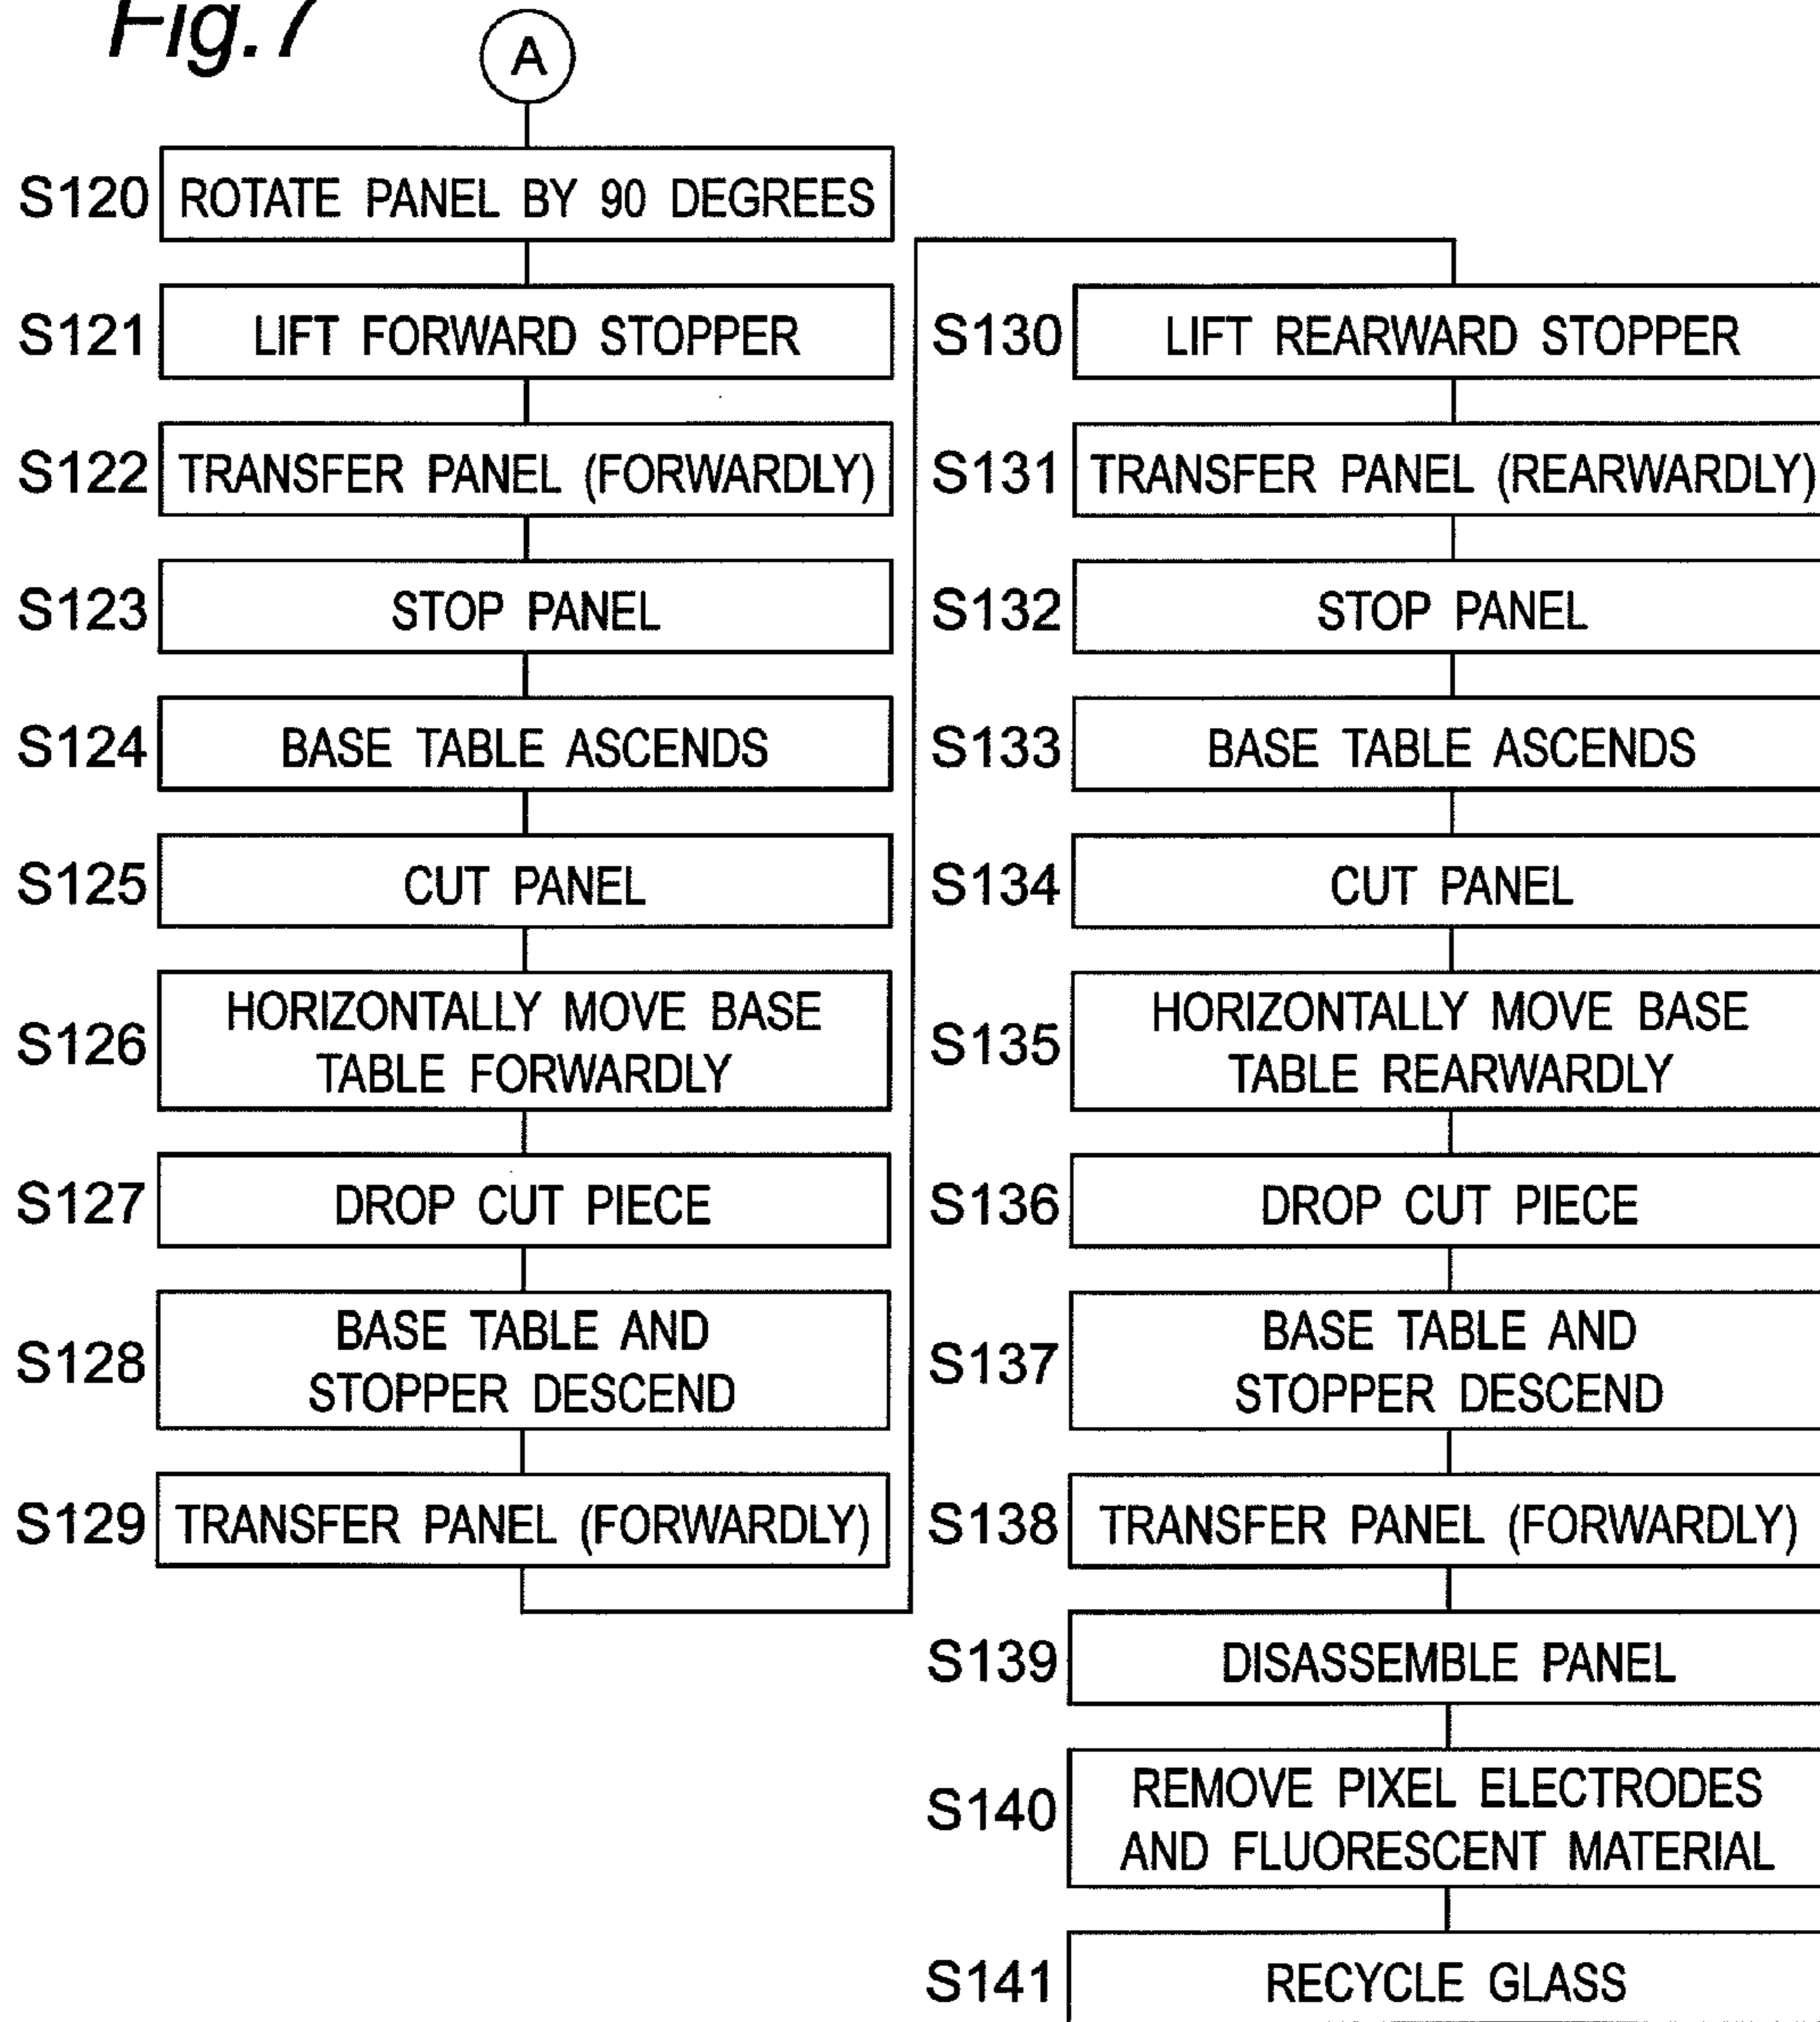 Fig.7
A
S120 ROTATE PANEL BY 90 DEGREES
S121 LIFT FORWARD STOPPER
S122 TRANSFER PANEL (FORWARDLY)
S123 STOP PANEL
S124 BASE TABLE ASCENDS
S125 CUT PANEL
S126 HORIZONTALLY MOVE BASE
TABLE FORWARDLY
S127 DROP CUT PIECE
S128 BASE TABLE AND
STOPPER DESCEND
S129 TRANSFER PANEL (FORWARDLY)
S130 LIFT REARWARD STOPPER
S131 TRANSFER PANEL (REARWARDLY)
S132 STOP PANEL
S133 BASE TABLE ASCENDS
S134 CUT PANEL
S135 HORIZONTALLY MOVE BASE
TABLE REARWARDLY
S136 DROP CUT PIECE
S137 BASE TABLE AND
STOPPER DESCEND
S138 TRANSFER PANEL (FORWARDLY)
S139 DISASSEMBLE PANEL
S140 REMOVE PIXEL ELECTRODES
AND FLUORESCENT MATERIAL
S141 RECYCLE GLASS